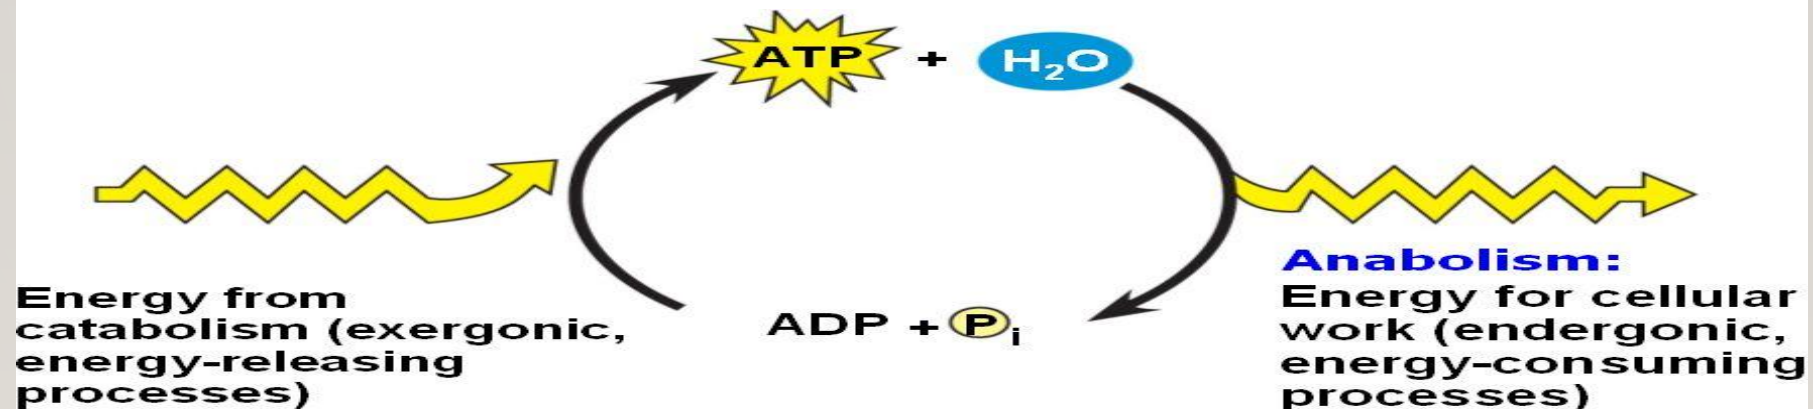 ATP + H₂O
Energy from
catabolism (exergonic,
energy-releasing
processes)
ADP + Pᵢ
Anabolism:
Energy for cellular
work (endergonic,
energy-consuming
processes)